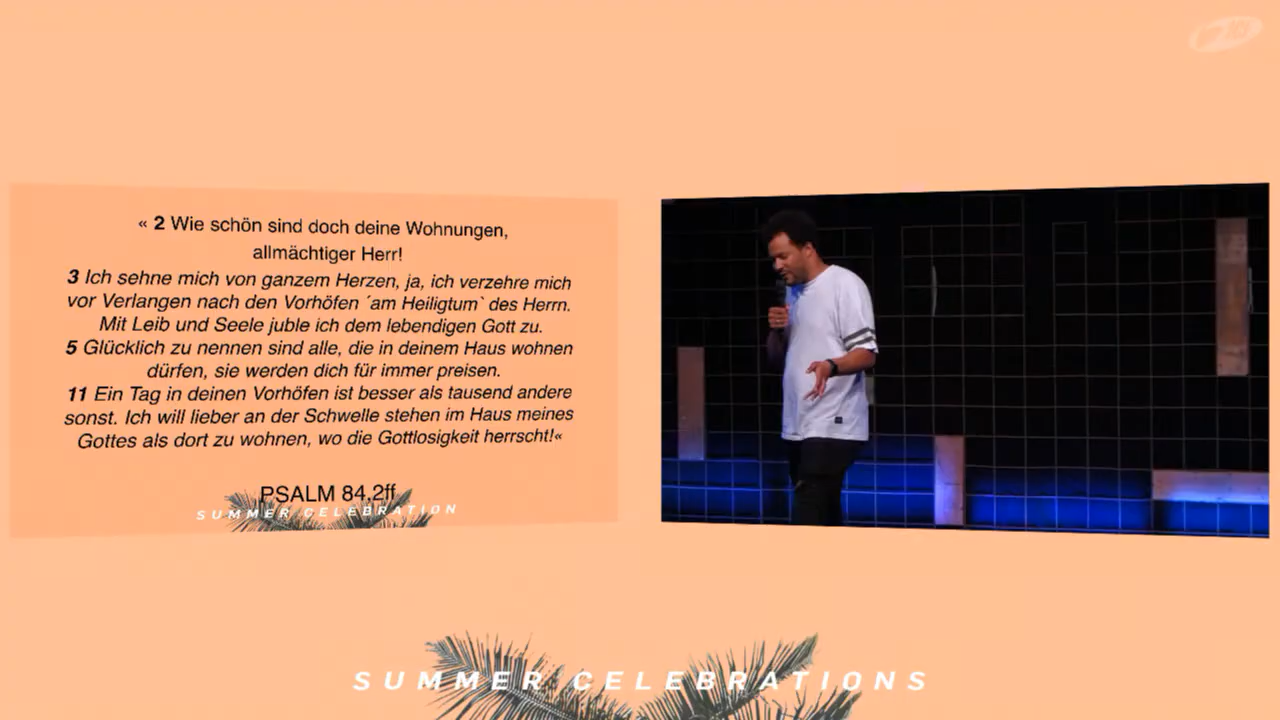 « 2 Wie schön sind doch deine Wohnungen,
allmächtiger Herr!
3 Ich sehne mich von ganzem Herzen, ja, ich verzehre mich
vor Verlangen nach den Vorhöfen ´am Heiligtum` des Herrn.
Mit Leib und Seele juble ich dem lebendigen Gott zu.
5 Glücklich zu nennen sind alle, die in deinem Haus wohnen
dürfen, sie werden dich für immer preisen.
11 Ein Tag in deinen Vorhöfen ist besser als tausend andere
sonst. Ich will lieber an der Schwelle stehen im Haus meines
Gottes als dort zu wohnen, wo die Gottlosigkeit herrscht!«
PSALM 84,2ff
SUMMER CELEBRATION
SUMMER CELEBRATIONS